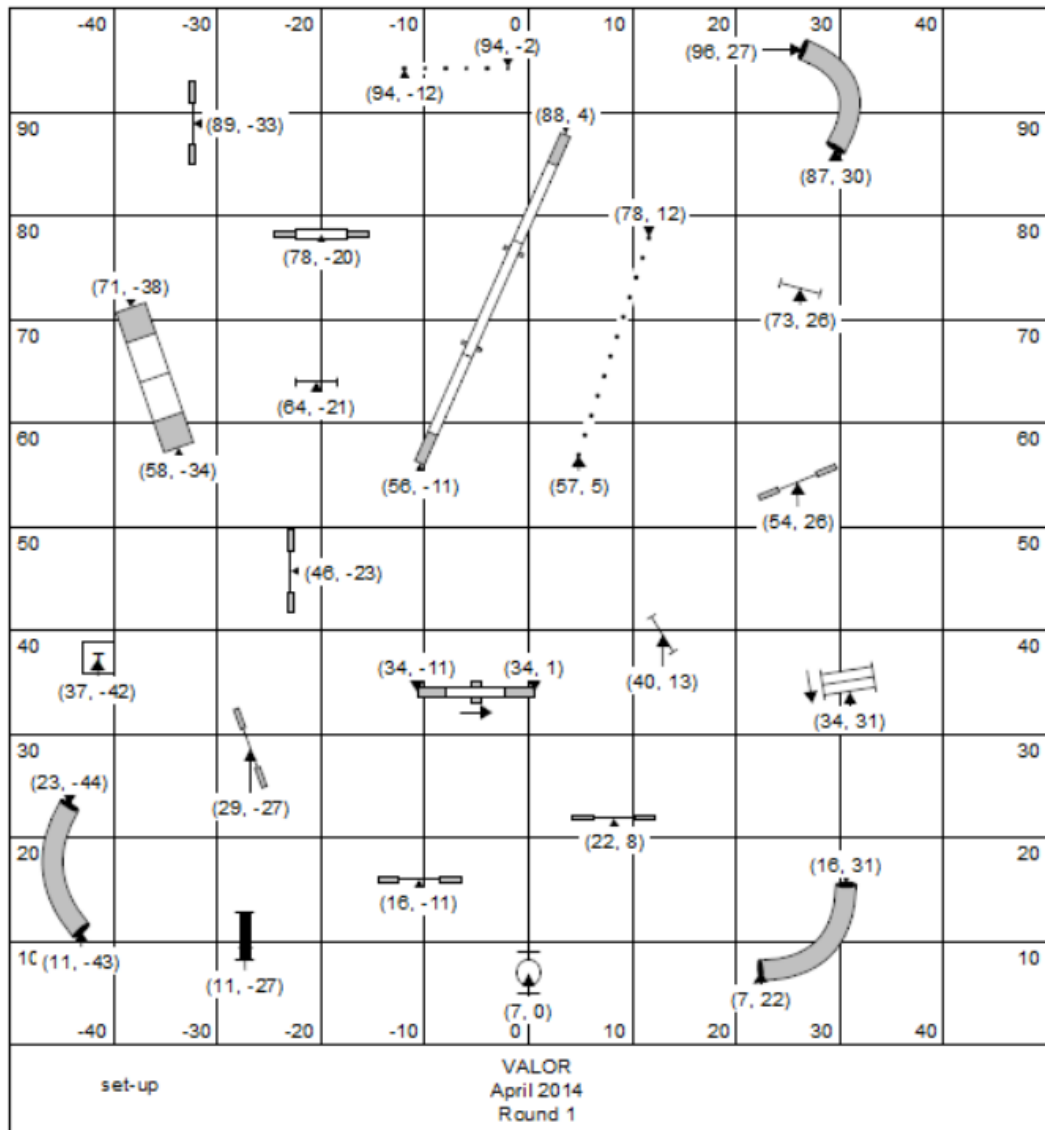 -40 -30 -20 -10 0 10 20 30 40
(94, -2)
(96, 27)
(94, -12)
(88, 4)
90 (89, -33) 90
(87, 30)
80 (78, 12) 80
(78, -20)
(71, -38)
(73, 26)
70 70
(64, -21)
60 60
(58, -34) (56, -11) (57, 5)
(54, 26)
50 50
(46, -23)
40 40
(37, -42) (34, -11) (34, 1) (40, 13)
(34, 31)
30 30
(23, -44) (29, -27)
(22, 8)
20 20
(16, 31)
(16, -11)
10 10
(11, -43) (11, -27) (7, 0) (7, 22)
-40 -30 -20 -10 0 10 20 30 40
set-up
VALOR
April 2014
Round 1